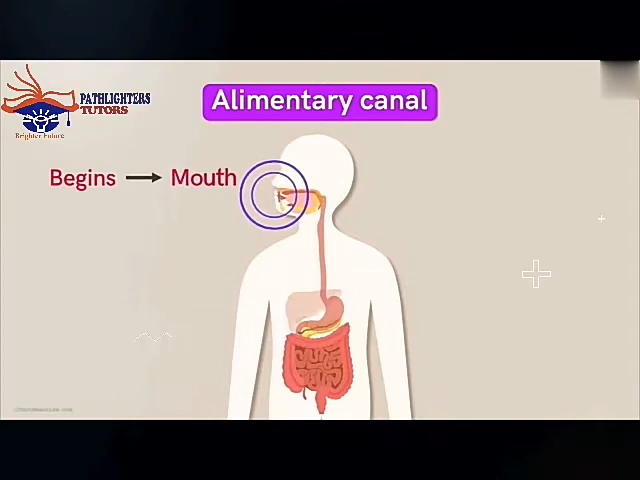 PATHLIGHTERS
TUTORS
Brighter Future
Alimentary canal
Begins → Mouth